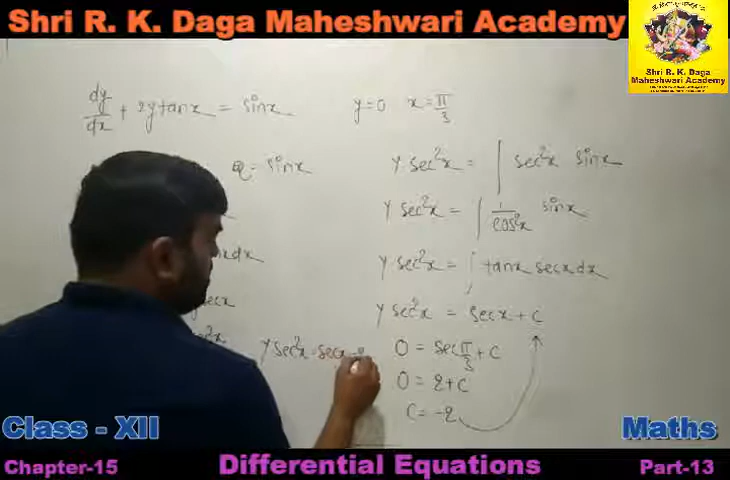 Shri R. K. Daga Maheshwari Academy
Shri R. K. Daga
Maheshwari Academy
dy/dx + 2y tanx = sinx
y=0 x=π/3
Q = sinx
y sec²x = ∫ sec²x sinx
y sec²x = ∫ 1/cos²x sinx
y sec²x = ∫ tanx secx dx
y sec²x = secx + c
y sec²x = secx - 2
0 = sec π/3 + c
0 = 2 + c
c = -2
Class - XII
Maths
Chapter-15
Differential Equations
Part-13